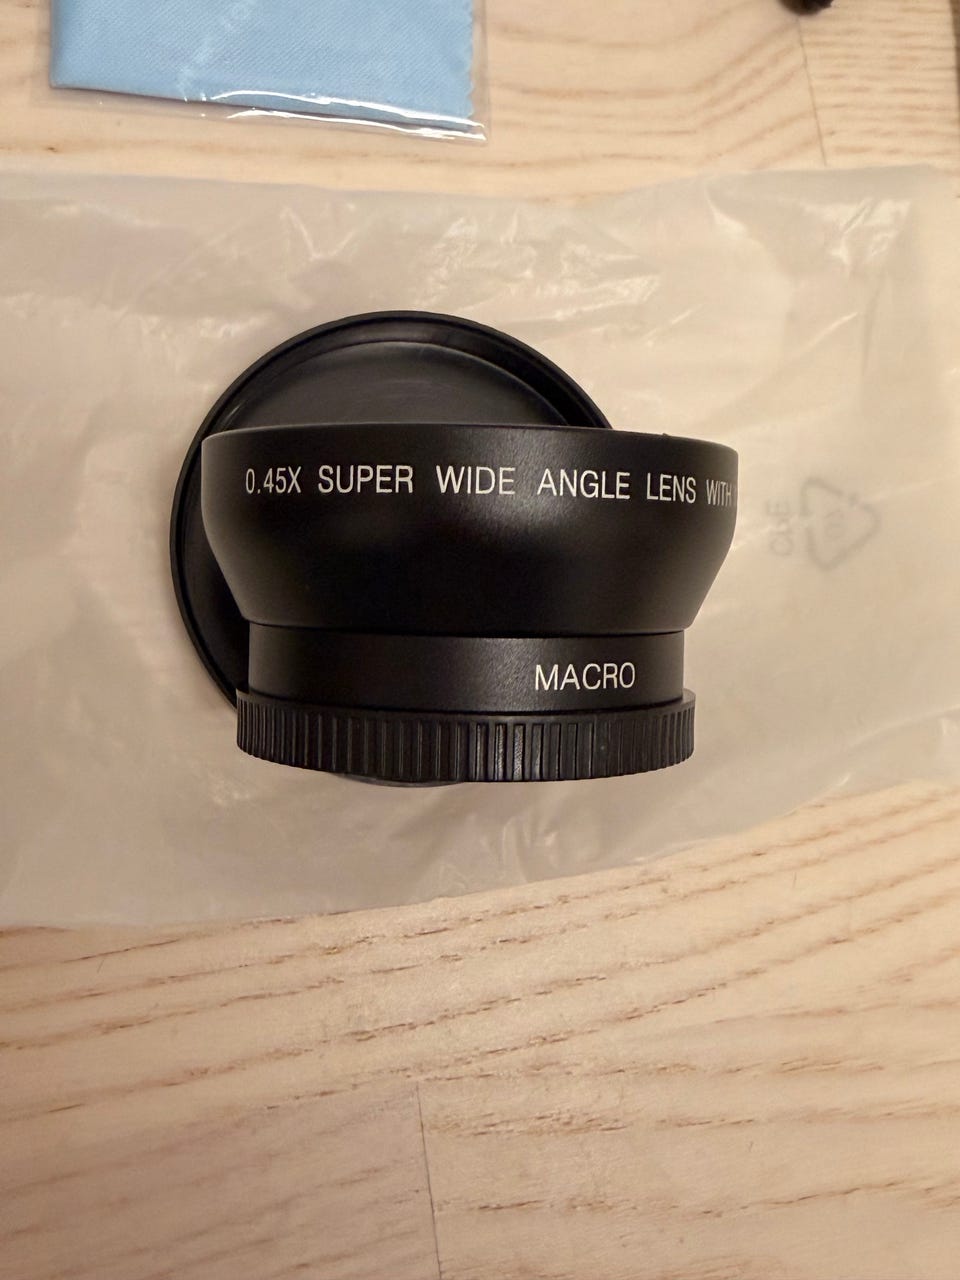 0.45X SUPER WIDE ANGLE LENS WITH
MACRO